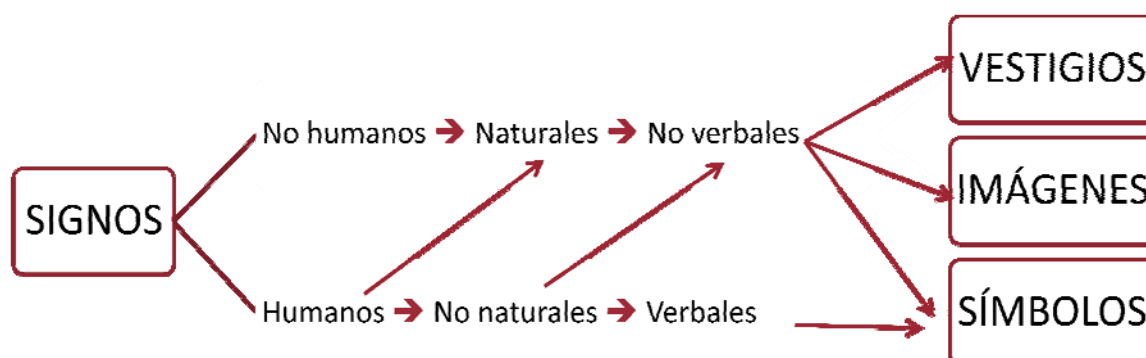 VESTIGIOS
No humanos → Naturales → No verbales
IMÁGENES
SIGNOS
Humanos → No naturales → Verbales
SÍMBOLOS